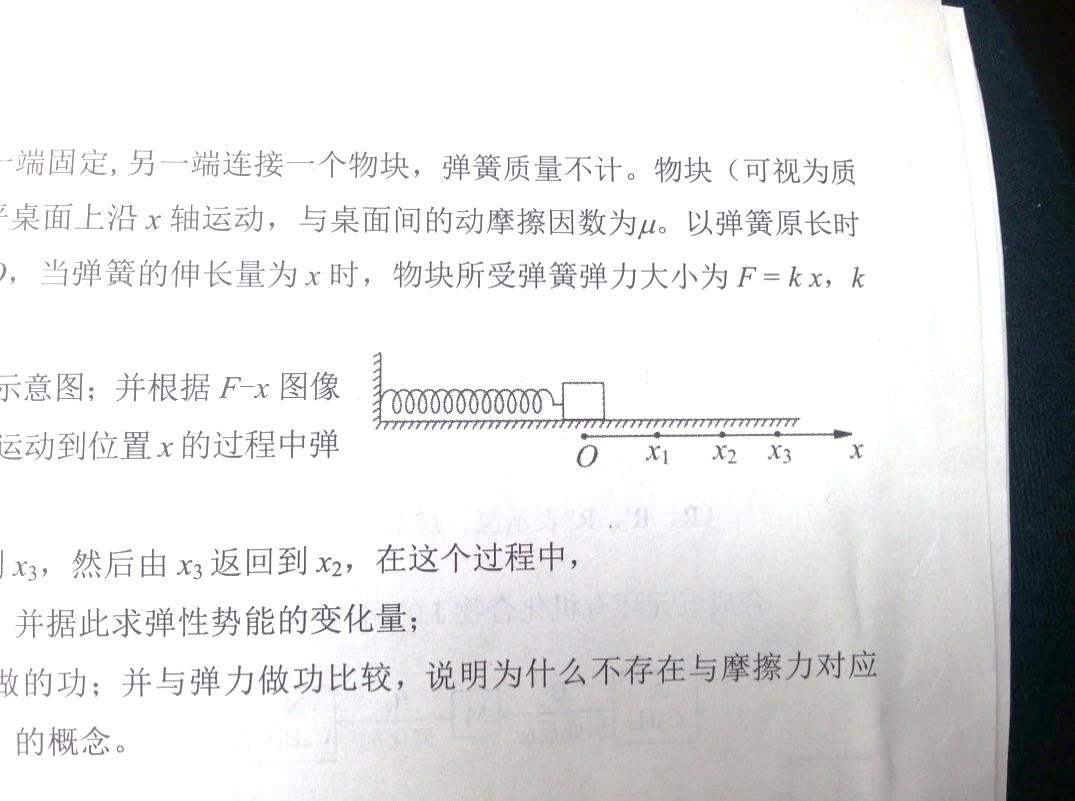 一端固定, 另一端连接一个物块，弹簧质量不计。物块（可视为质
平桌面上沿 x 轴运动，与桌面间的动摩擦因数为μ。以弹簧原长时
O，当弹簧的伸长量为 x 时，物块所受弹簧弹力大小为 F = k x，k
示意图；并根据 F-x 图像
运动到位置 x 的过程中弹
O x₁ x₂ x₃ x
到 x₃，然后由 x₃ 返回到 x₂，在这个过程中，
并据此求弹性势能的变化量；
做的功；并与弹力做功比较，说明为什么不存在与摩擦力对应
的概念。